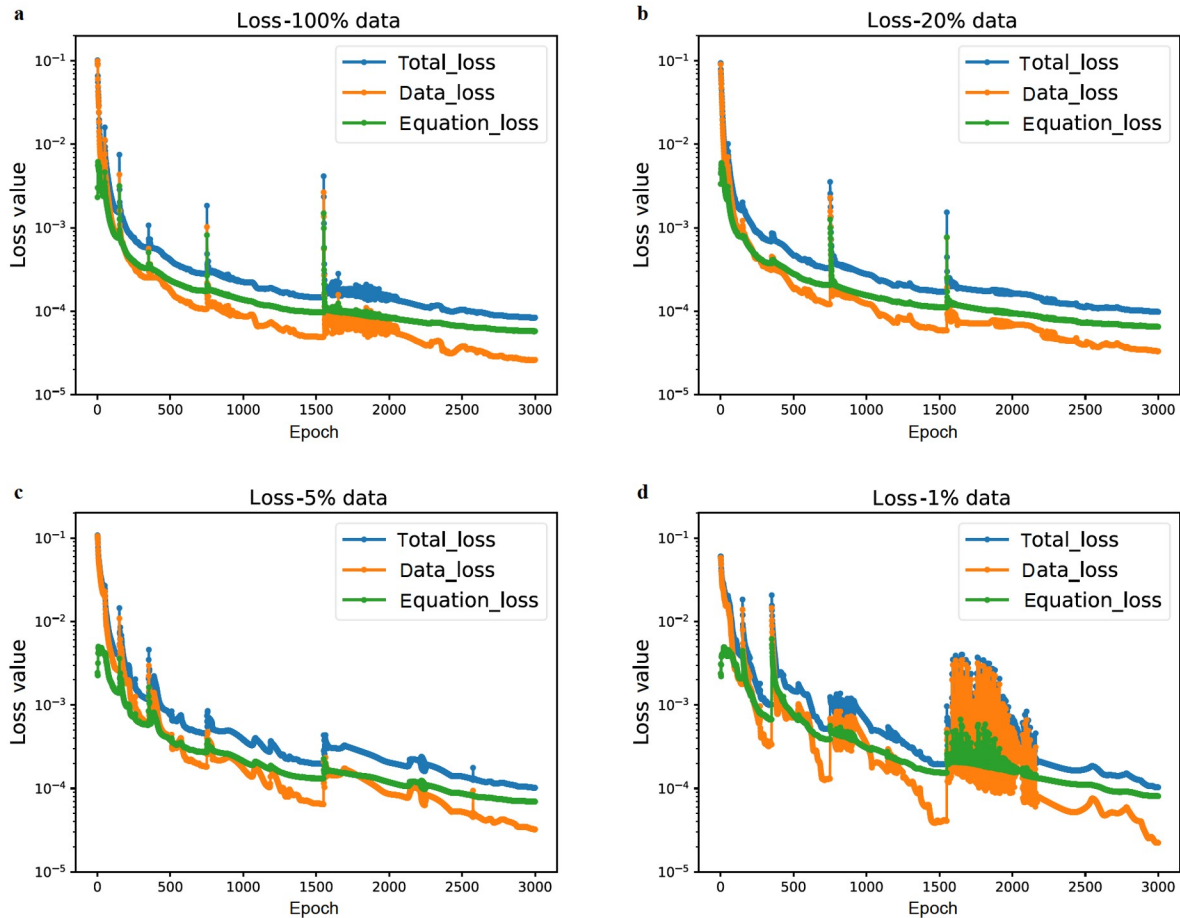 a
Loss-100% data
Loss value
10⁻¹
10⁻²
10⁻³
10⁻⁴
10⁻⁵
Total_loss
Data_loss
Equation_loss
0 500 1000 1500 2000 2500 3000
Epoch
b
Loss-20% data
Loss value
10⁻¹
10⁻²
10⁻³
10⁻⁴
10⁻⁵
Total_loss
Data_loss
Equation_loss
0 500 1000 1500 2000 2500 3000
Epoch
c
Loss-5% data
Loss value
10⁻¹
10⁻²
10⁻³
10⁻⁴
10⁻⁵
Total_loss
Data_loss
Equation_loss
0 500 1000 1500 2000 2500 3000
Epoch
d
Loss-1% data
Loss value
10⁻¹
10⁻²
10⁻³
10⁻⁴
10⁻⁵
Total_loss
Data_loss
Equation_loss
0 500 1000 1500 2000 2500 3000
Epoch